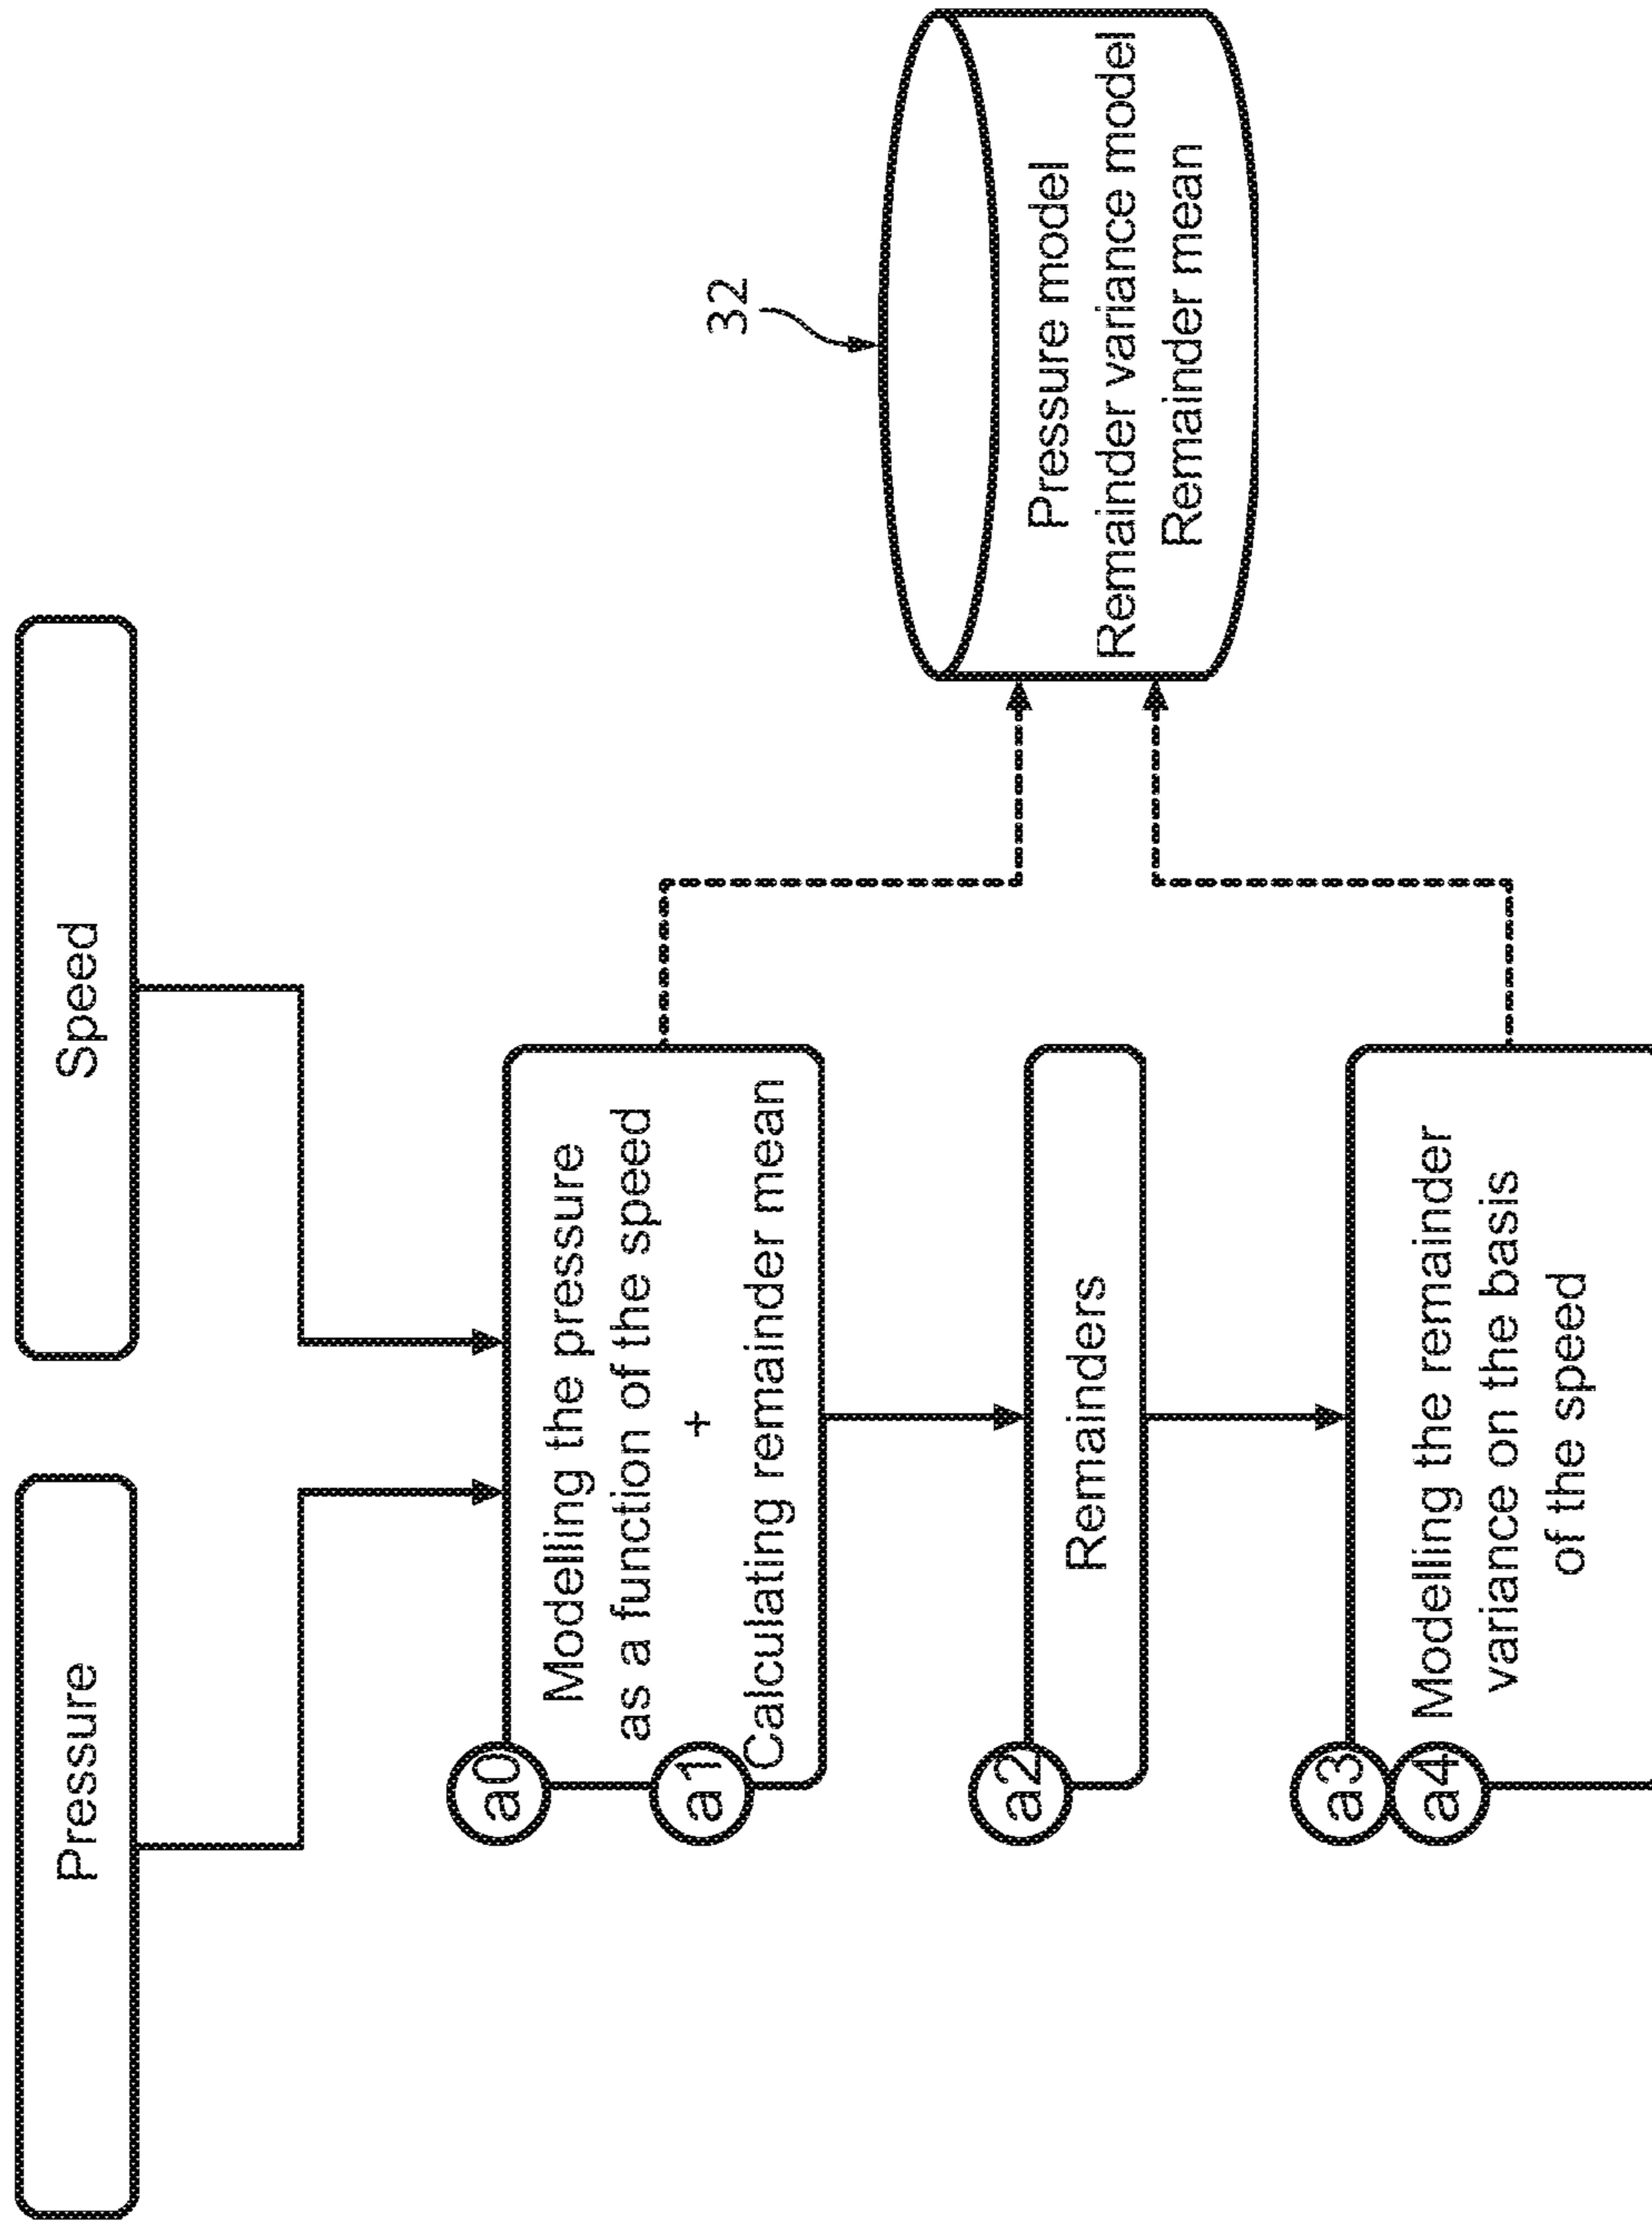 Pressure
Speed
a0
Modelling the pressure
as a function of the speed
+
a1
Calculating remainder mean
a2
Remainders
a3
a4
Modelling the remainder
variance on the basis
of the speed
32
Pressure model
Remainder variance model
Remainder mean